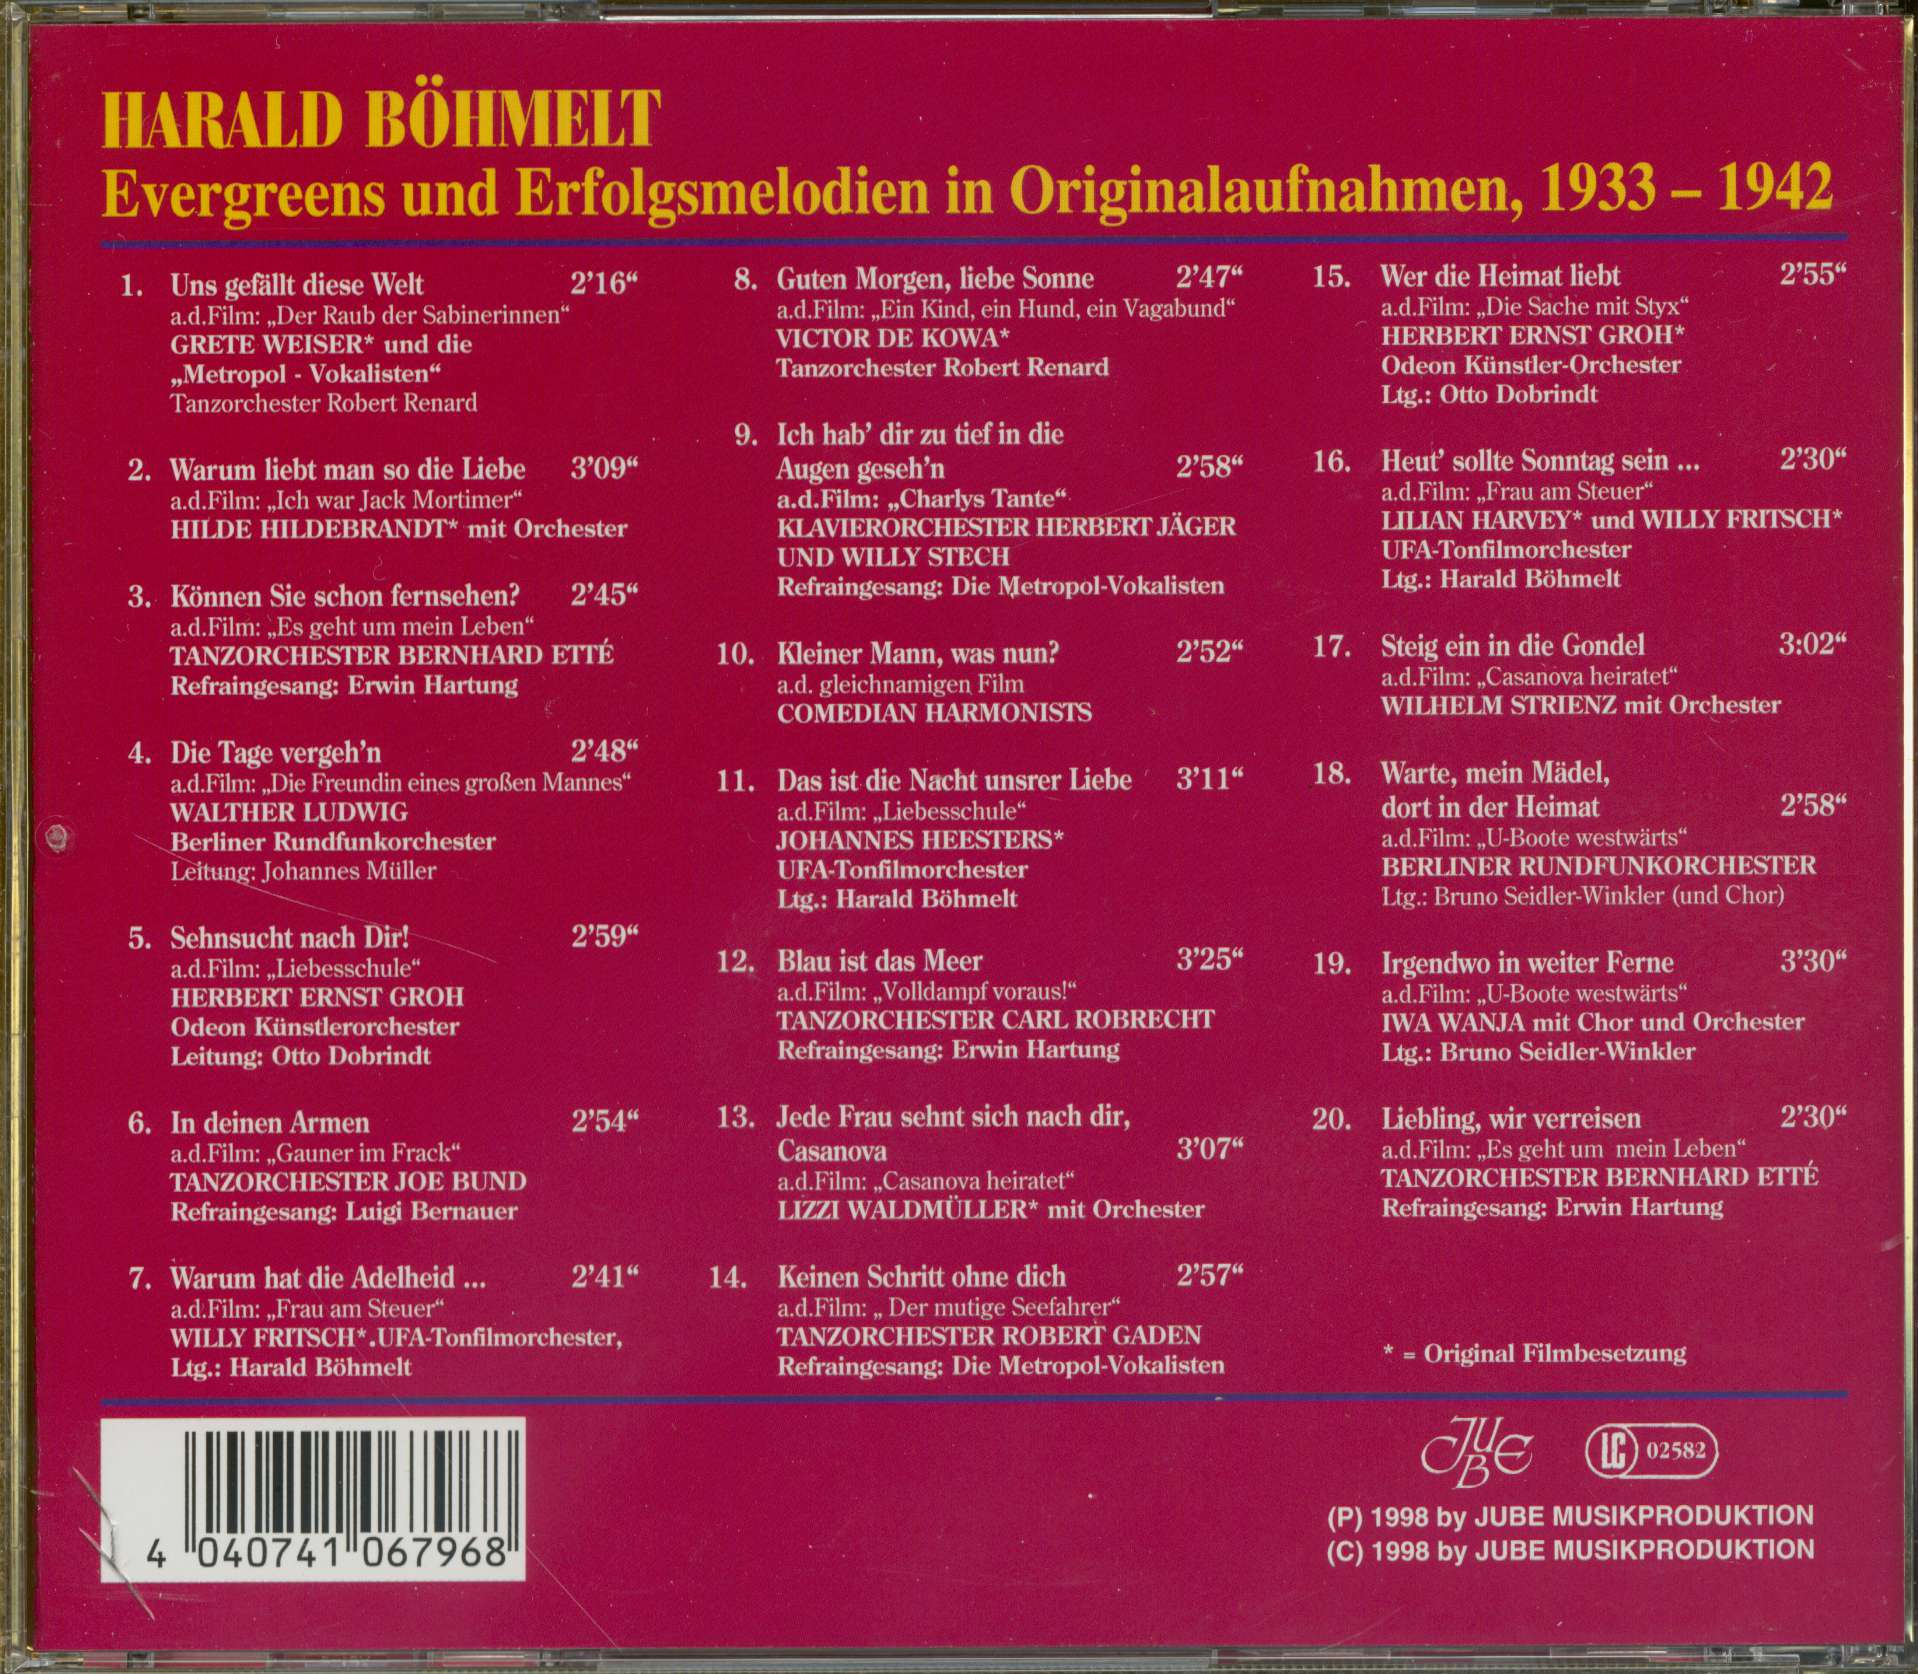 HARALD BÖHMELT
Evergreens und Erfolgsmelodien in Originalaufnahmen, 1933 – 1942
1. Uns gefällt diese Welt 2’16“
a.d.Film: „Der Raub der Sabinerinnen“
GRETE WEISER* und die
„Metropol - Vokalisten“
Tanzorchester Robert Renard
2. Warum liebt man so die Liebe 3’09“
a.d.Film: „Ich war Jack Mortimer“
HILDE HILDEBRANDT* mit Orchester
3. Können Sie schon fernsehen? 2’45“
a.d.Film: „Es geht um mein Leben“
TANZORCHESTER BERNHARD ETTÉ
Refraingesang: Erwin Hartung
4. Die Tage vergeh’n 2’48“
a.d.Film: „Die Freundin eines großen Mannes“
WALTHER LUDWIG
Berliner Rundfunkorchester
Leitung: Johannes Müller
5. Sehnsucht nach Dir! 2’59“
a.d.Film: „Liebesschule“
HERBERT ERNST GROH
Odeon Künstlerorchester
Leitung: Otto Dobrindt
6. In deinen Armen 2’54“
a.d.Film: „Gauner im Frack“
TANZORCHESTER JOE BUND
Refraingesang: Luigi Bernauer
7. Warum hat die Adelheid ... 2’41“
a.d.Film: „Frau am Steuer“
WILLY FRITSCH*.UFA-Tonfilmorchester,
Ltg.: Harald Böhmelt
8. Guten Morgen, liebe Sonne 2’47“
a.d.Film: „Ein Kind, ein Hund, ein Vagabund“
VICTOR DE KOWA*
Tanzorchester Robert Renard
9. Ich hab’ dir zu tief in die
Augen geseh’n 2’58“
a.d.Film: „Charlys Tante“
KLAVIERORCHESTER HERBERT JÄGER
UND WILLY STECH
Refraingesang: Die Metropol-Vokalisten
10. Kleiner Mann, was nun? 2’52“
a.d. gleichnamigen Film
COMEDIAN HARMONISTS
11. Das ist die Nacht unsrer Liebe 3’11“
a.d.Film: „Liebesschule“
JOHANNES HEESTERS*
UFA-Tonfilmorchester
Ltg.: Harald Böhmelt
12. Blau ist das Meer 3’25“
a.d.Film: „Volldampf voraus!“
TANZORCHESTER CARL ROBRECHT
Refraingesang: Erwin Hartung
13. Jede Frau sehnt sich nach dir,
Casanova 3’07“
a.d.Film: „Casanova heiratet“
LIZZI WALDMÜLLER* mit Orchester
14. Keinen Schritt ohne dich 2’57“
a.d.Film: „ Der mutige Seefahrer“
TANZORCHESTER ROBERT GADEN
Refraingesang: Die Metropol-Vokalisten
15. Wer die Heimat liebt 2’55“
a.d.Film: „Die Sache mit Styx“
HERBERT ERNST GROH*
Odeon Künstler-Orchester
Ltg.: Otto Dobrindt
16. Heut’ sollte Sonntag sein ... 2’30“
a.d.Film: „Frau am Steuer“
LILIAN HARVEY* und WILLY FRITSCH*
UFA-Tonfilmorchester
Ltg.: Harald Böhmelt
17. Steig ein in die Gondel 3:02“
a.d.Film: „Casanova heiratet“
WILHELM STRIENZ mit Orchester
18. Warte, mein Mädel,
dort in der Heimat 2’58“
a.d.Film: „U-Boote westwärts“
BERLINER RUNDFUNKORCHESTER
Ltg.: Bruno Seidler-Winkler (und Chor)
19. Irgendwo in weiter Ferne 3’30“
a.d.Film: „U-Boote westwärts“
IWA WANJA mit Chor und Orchester
Ltg.: Bruno Seidler-Winkler
20. Liebling, wir verreisen 2’30“
a.d.Film: „Es geht um mein Leben“
TANZORCHESTER BERNHARD ETTÉ
Refraingesang: Erwin Hartung
* = Original Filmbesetzung
4 040741 067968
JUBE
LC 02582
(P) 1998 by JUBE MUSIKPRODUKTION
(C) 1998 by JUBE MUSIKPRODUKTION